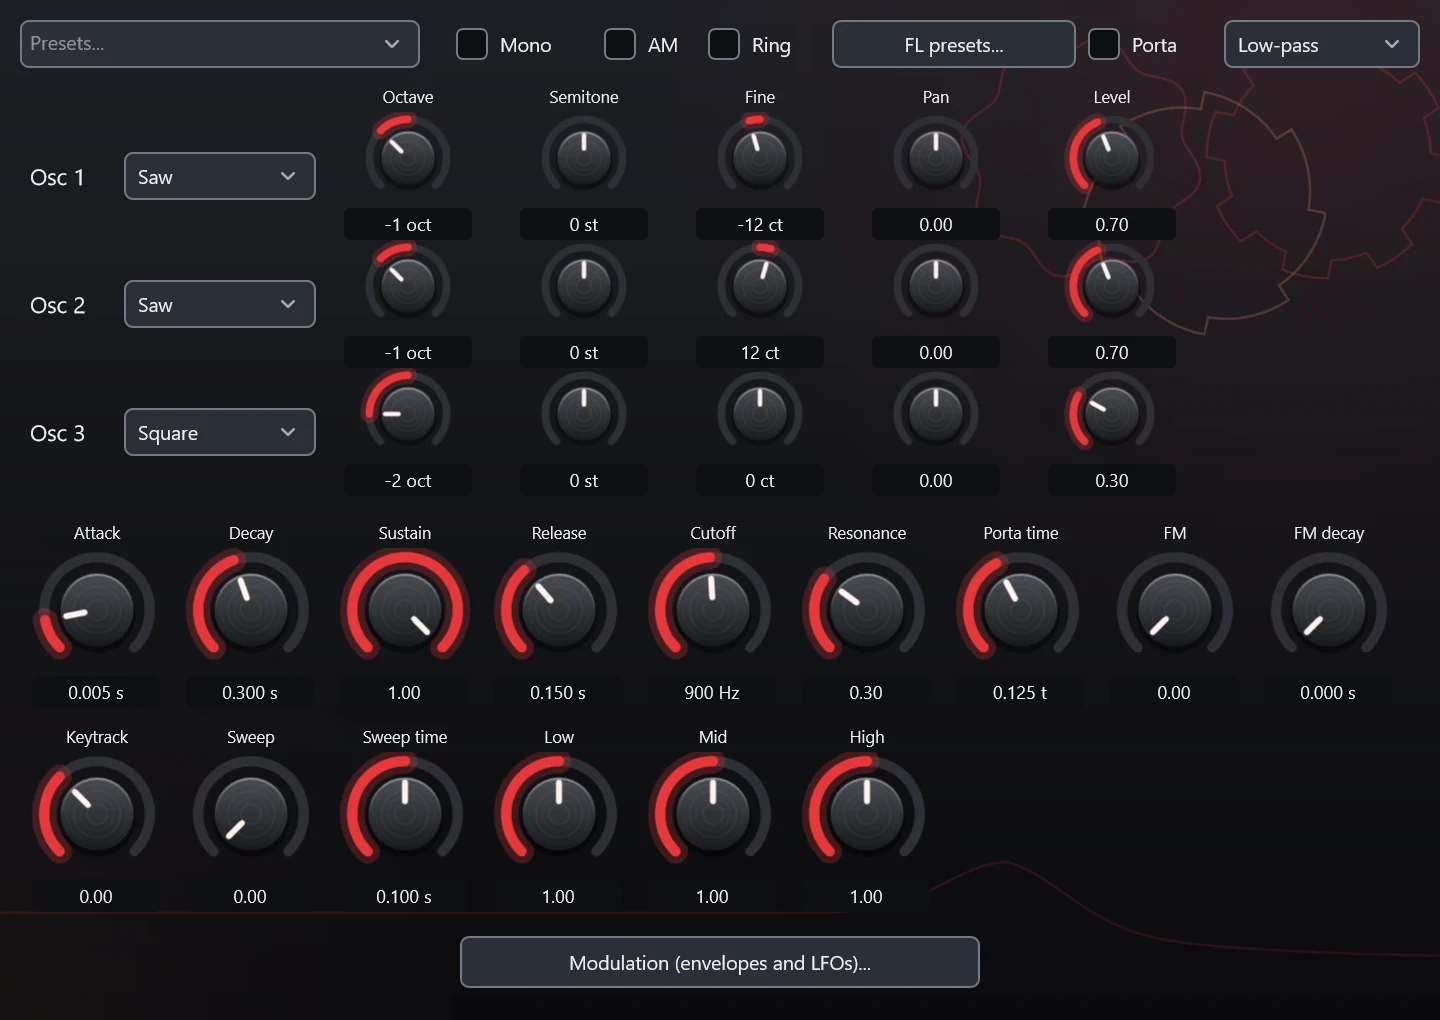 Presets...
Mono
AM
Ring
FL presets...
Porta
Low-pass
Octave
Semitone
Fine
Pan
Level
Osc 1
Saw
-1 oct
0 st
-12 ct
0.00
0.70
Osc 2
Saw
-1 oct
0 st
12 ct
0.00
0.70
Osc 3
Square
-2 oct
0 st
0 ct
0.00
0.30
Attack
Decay
Sustain
Release
Cutoff
Resonance
Porta time
FM
FM decay
0.005 s
0.300 s
1.00
0.150 s
900 Hz
0.30
0.125 t
0.00
0.000 s
Keytrack
Sweep
Sweep time
Low
Mid
High
0.00
0.00
0.100 s
1.00
1.00
1.00
Modulation (envelopes and LFOs)...